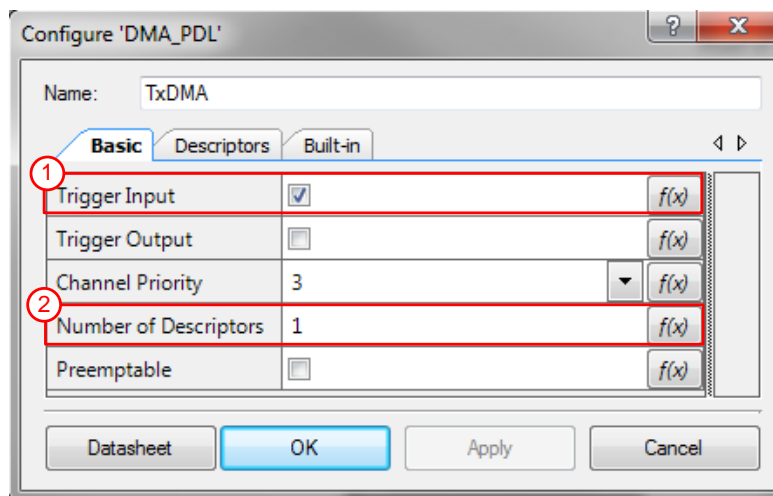 Configure 'DMA_PDL'
?
X
Name: TxDMA
Basic Descriptors Built-in
1
Trigger Input f(x)
Trigger Output f(x)
Channel Priority 3 f(x)
2
Number of Descriptors 1 f(x)
Preemptable f(x)
Datasheet OK Apply Cancel